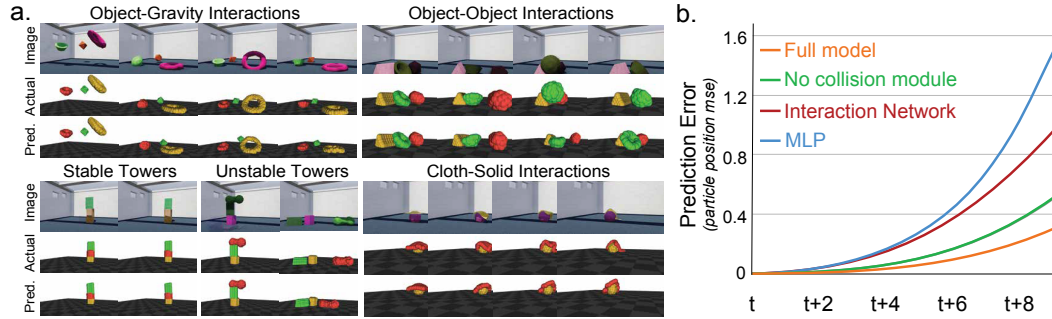 a.
Object-Gravity Interactions
Object-Object Interactions
Image
Actual
Pred.
Stable Towers
Unstable Towers
Cloth-Solid Interactions
Image
Actual
Pred.
b.
Prediction Error
(particle position mse)
1.6
1.2
0.8
0.4
0
Full model
No collision module
Interaction Network
MLP
t
t+2
t+4
t+6
t+8